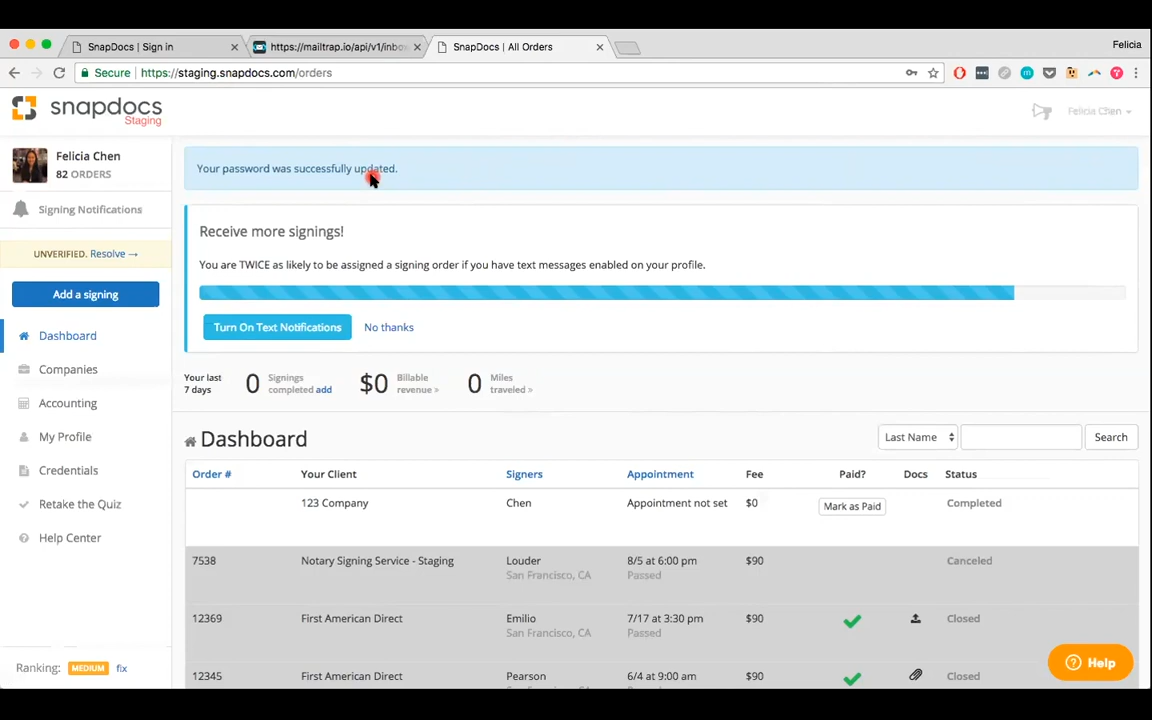 SnapDocs | Sign in
https://mailtrap.io/api/v1/inbo
SnapDocs | All Orders
Felicia
Secure
https://staging.snapdocs.com/orders
snapdocs
Staging
Felicia Chen
Felicia Chen
82 ORDERS
Signing Notifications
UNVERIFIED. Resolve →
Add a signing
Dashboard
Companies
Accounting
My Profile
Credentials
Retake the Quiz
Help Center
Ranking: MEDIUM fix
Your password was successfully updated.
Receive more signings!
You are TWICE as likely to be assigned a signing order if you have text messages enabled on your profile.
Turn On Text Notifications
No thanks
Your last
7 days
0 Signings
completed add
$0 Billable
revenue »
0 Miles
traveled »
Dashboard
Last Name
Search
Order # Your Client Signers Appointment Fee Paid? Docs Status
123 Company Chen Appointment not set $0 Mark as Paid Completed
7538 Notary Signing Service - Staging Louder 8/5 at 6:00 pm $90 Canceled
San Francisco, CA Passed
12369 First American Direct Emilio 7/17 at 3:30 pm $90 Closed
San Francisco, CA Passed
12345 First American Direct Pearson 6/4 at 9:00 am $90 Closed
Help